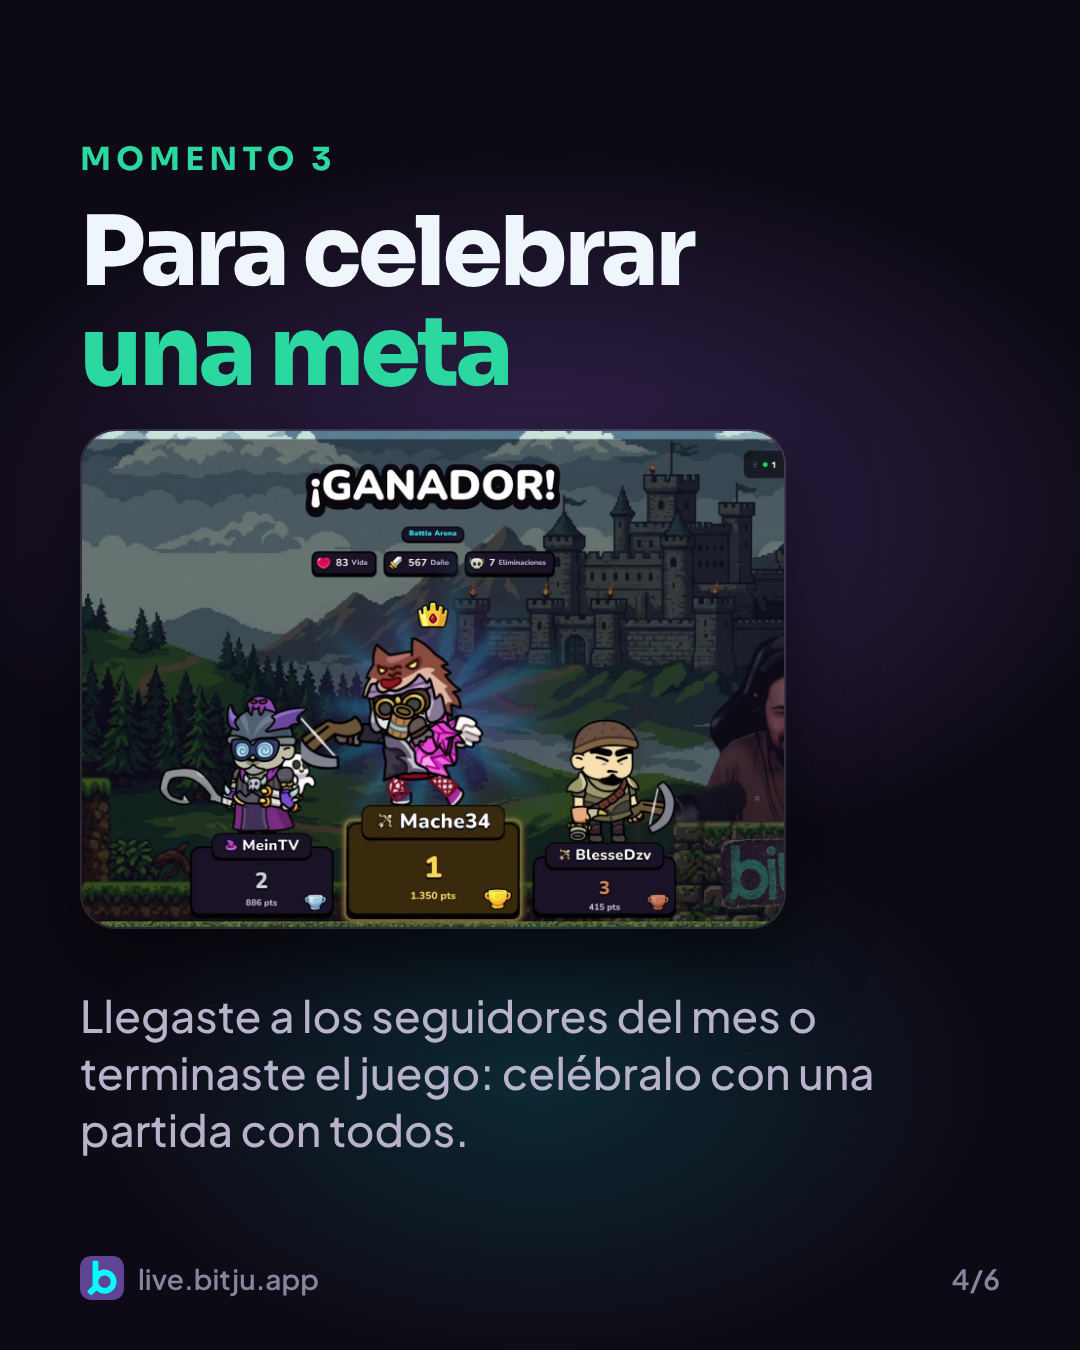 MOMENTO 3
Para celebrar
una meta
¡GANADOR!
1
Battle Arena
83 Vida
567 Daño
7 Eliminaciones
Mache34
1
1.350 pts
MeinTV
2
886 pts
BlesseDzv
3
415 pts
Llegaste a los seguidores del mes o
terminaste el juego: celébralo con una
partida con todos.
live.bitju.app
4/6